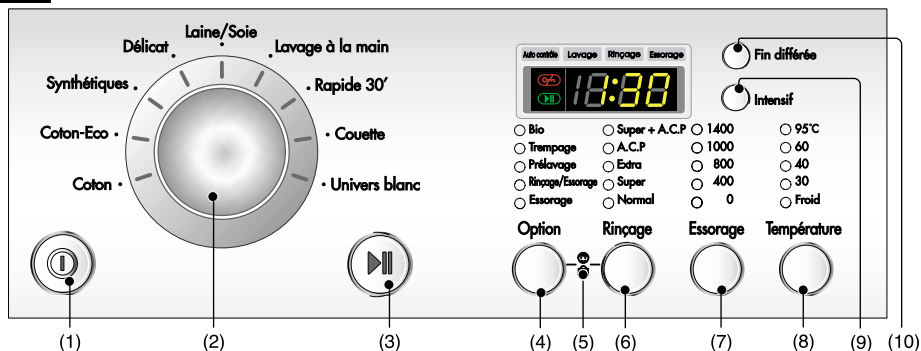 Laine/Soie
Délicat
Lavage à la main
Synthétiques
Rapide 30′
Coton-Eco
Couette
Coton
Univers blanc
Auto contrôle Lavage Rinçage Essorage
1:30
Fin différée
Intensif
Bio Super + A.C.P 1400 95℃
Trempage A.C.P 1000 60
Prélavage Extra 800 40
Rinçage/Essorage Super 400 30
Essorage Normal 0 Froid
Option Rinçage Essorage Température
(1) (2) (3) (4) (5) (6) (7) (8) (9) (10)